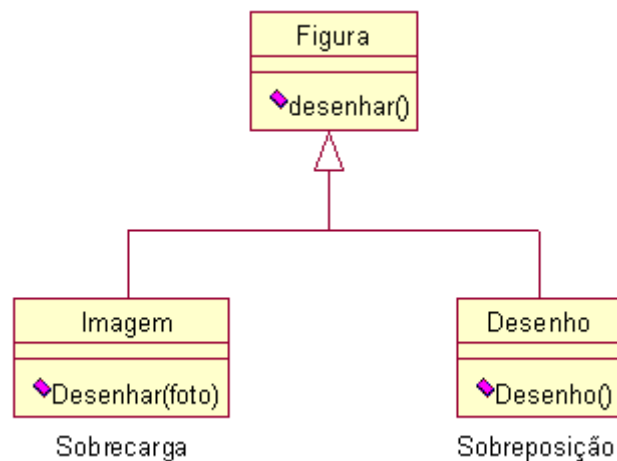 Figura
desenhar()
Imagem
Desenho
Desenhar(foto)
Desenho()
Sobrecarga
Sobreposição